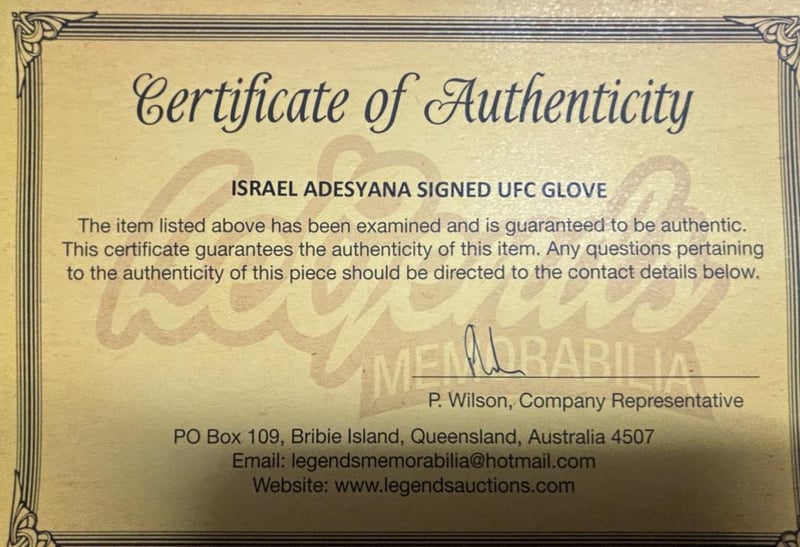 Certificate of Authenticity
ISRAEL ADESYANA SIGNED UFC GLOVE
The item listed above has been examined and is guaranteed to be authentic.
This certificate guarantees the authenticity of this item. Any questions pertaining
to the authenticity of this piece should be directed to the contact details below.
Legends
MEMORABILIA
P. Wilson, Company Representative
PO Box 109, Bribie Island, Queensland, Australia 4507
Email: legendsmemorabilia@hotmail.com
Website: www.legendsauctions.com